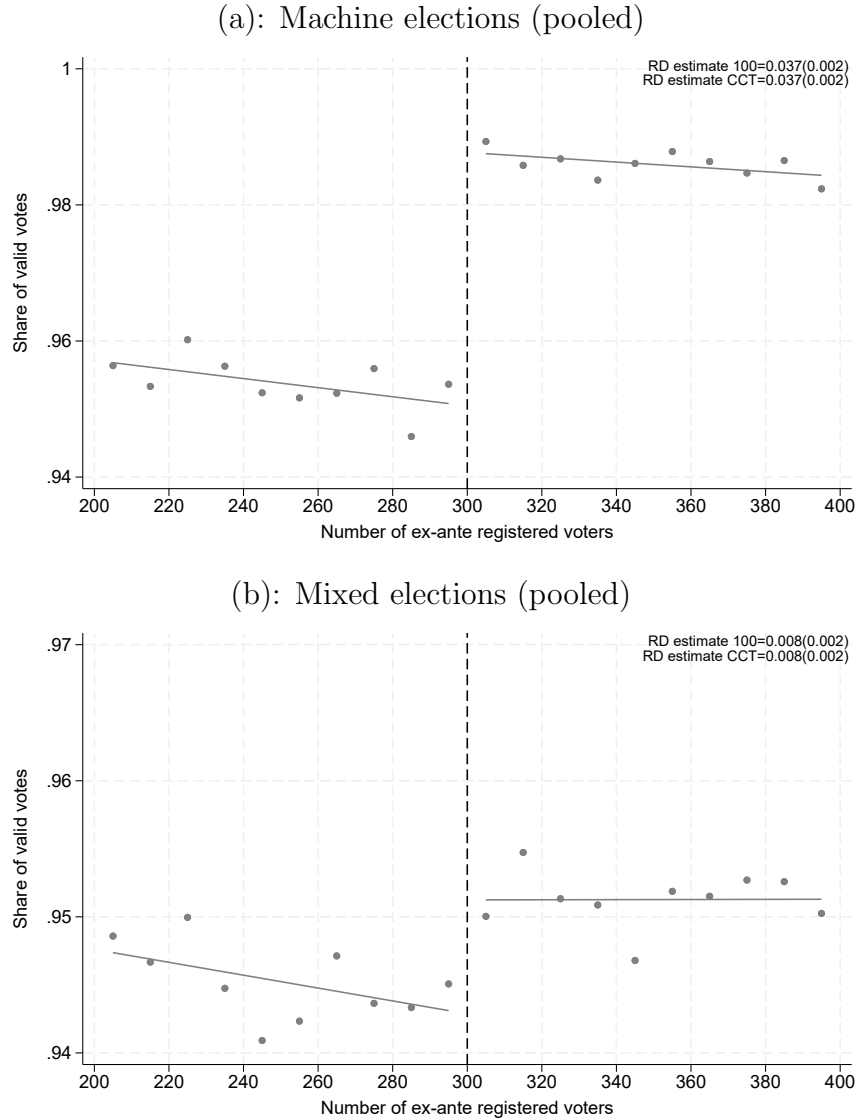 (a): Machine elections (pooled)
RD estimate 100=0.037(0.002)
RD estimate CCT=0.037(0.002)
1
.98
.96
.94
Share of valid votes
200 220 240 260 280 300 320 340 360 380 400
Number of ex-ante registered voters
(b): Mixed elections (pooled)
RD estimate 100=0.008(0.002)
RD estimate CCT=0.008(0.002)
.97
.96
.95
.94
Share of valid votes
200 220 240 260 280 300 320 340 360 380 400
Number of ex-ante registered voters